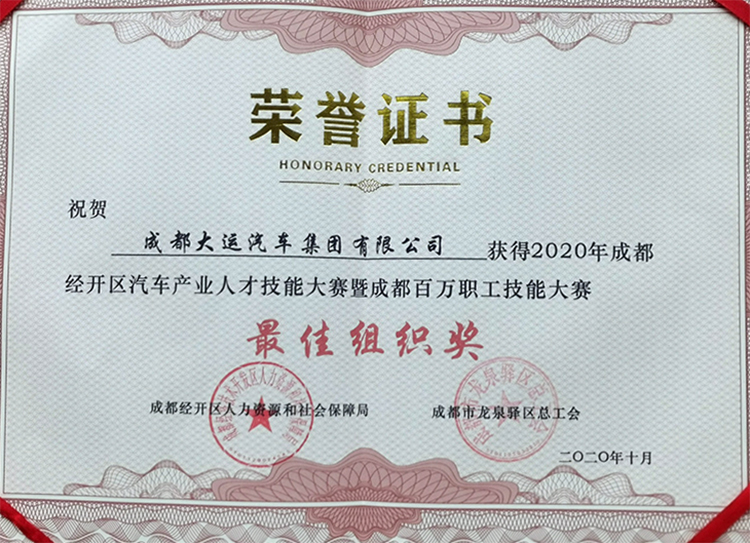 荣誉证书
HONORARY CREDENTIAL
祝贺
成都大运汽车集团有限公司 获得2020年成都
经开区汽车产业人才技能大赛暨成都百万职工技能大赛
最佳组织奖
成都经开区人力资源和社会保障局 成都市龙泉驿区总工会
二〇二〇年十月